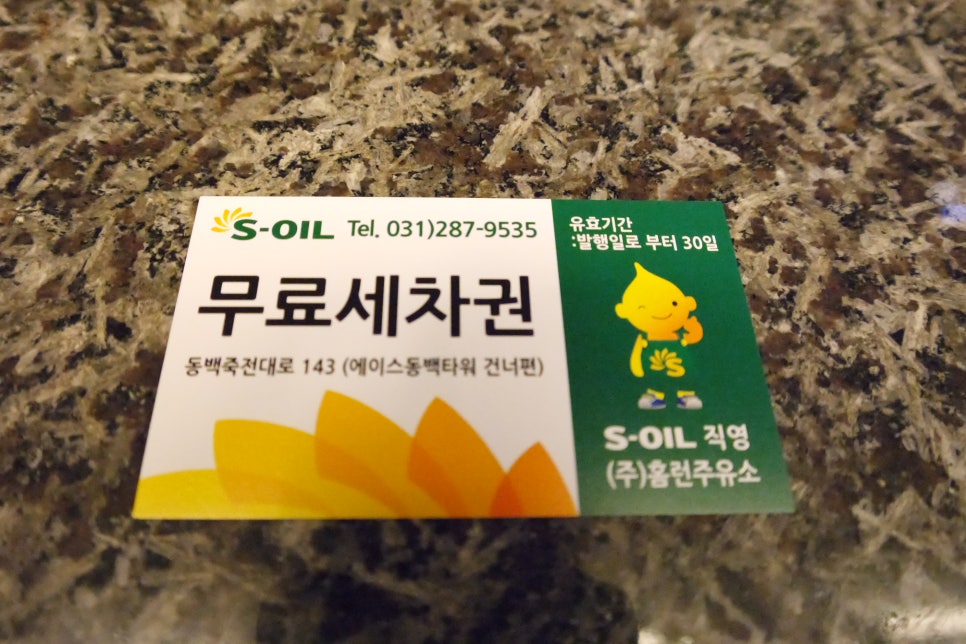 S-OIL Tel. 031)287-9535
무료세차권
동백죽전대로 143 (에이스동백타워 건너편)
유효기간
:발행일로 부터 30일
S
S-OIL 직영
(주)홈런주유소